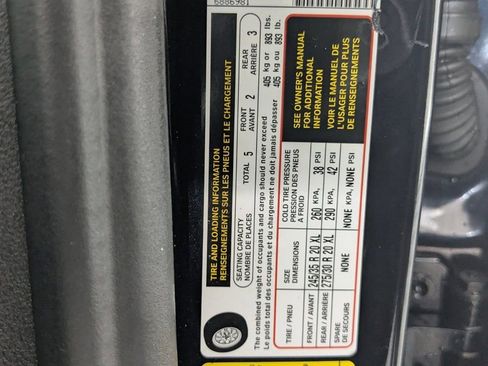 6886981
TIRE AND LOADING INFORMATION
RENSEIGNEMENTS SUR LES PNEUS ET LE CHARGEMENT
SEATING CAPACITY
NOMBRE DE PLACES
TOTAL 5
FRONT
AVANT 2
REAR
ARRIÈRE 3
The combined weight of occupants and cargo should never exceed 405 kg or 893 lbs.
Le poids total des occupants et du chargement ne doit jamais dépasser 405 kg ou 893 lb.
TIRE / PNEU
SIZE
DIMENSIONS
COLD TIRE PRESSURE
PRESSION DES PNEUS
A FROID
FRONT / AVANT 245/35 R 20 XL 260 KPA, 38 PSI
REAR / ARRIÈRE 275/30 R 20 XL 290 KPA, 42 PSI
SPARE
DE SECOURS
NONE NONE KPA, NONE PSI
SEE OWNER'S MANUAL
FOR ADDITIONAL
INFORMATION
VOIR LE MANUEL DE
L'USAGER POUR PLUS
DE RENSEIGNEMENTS